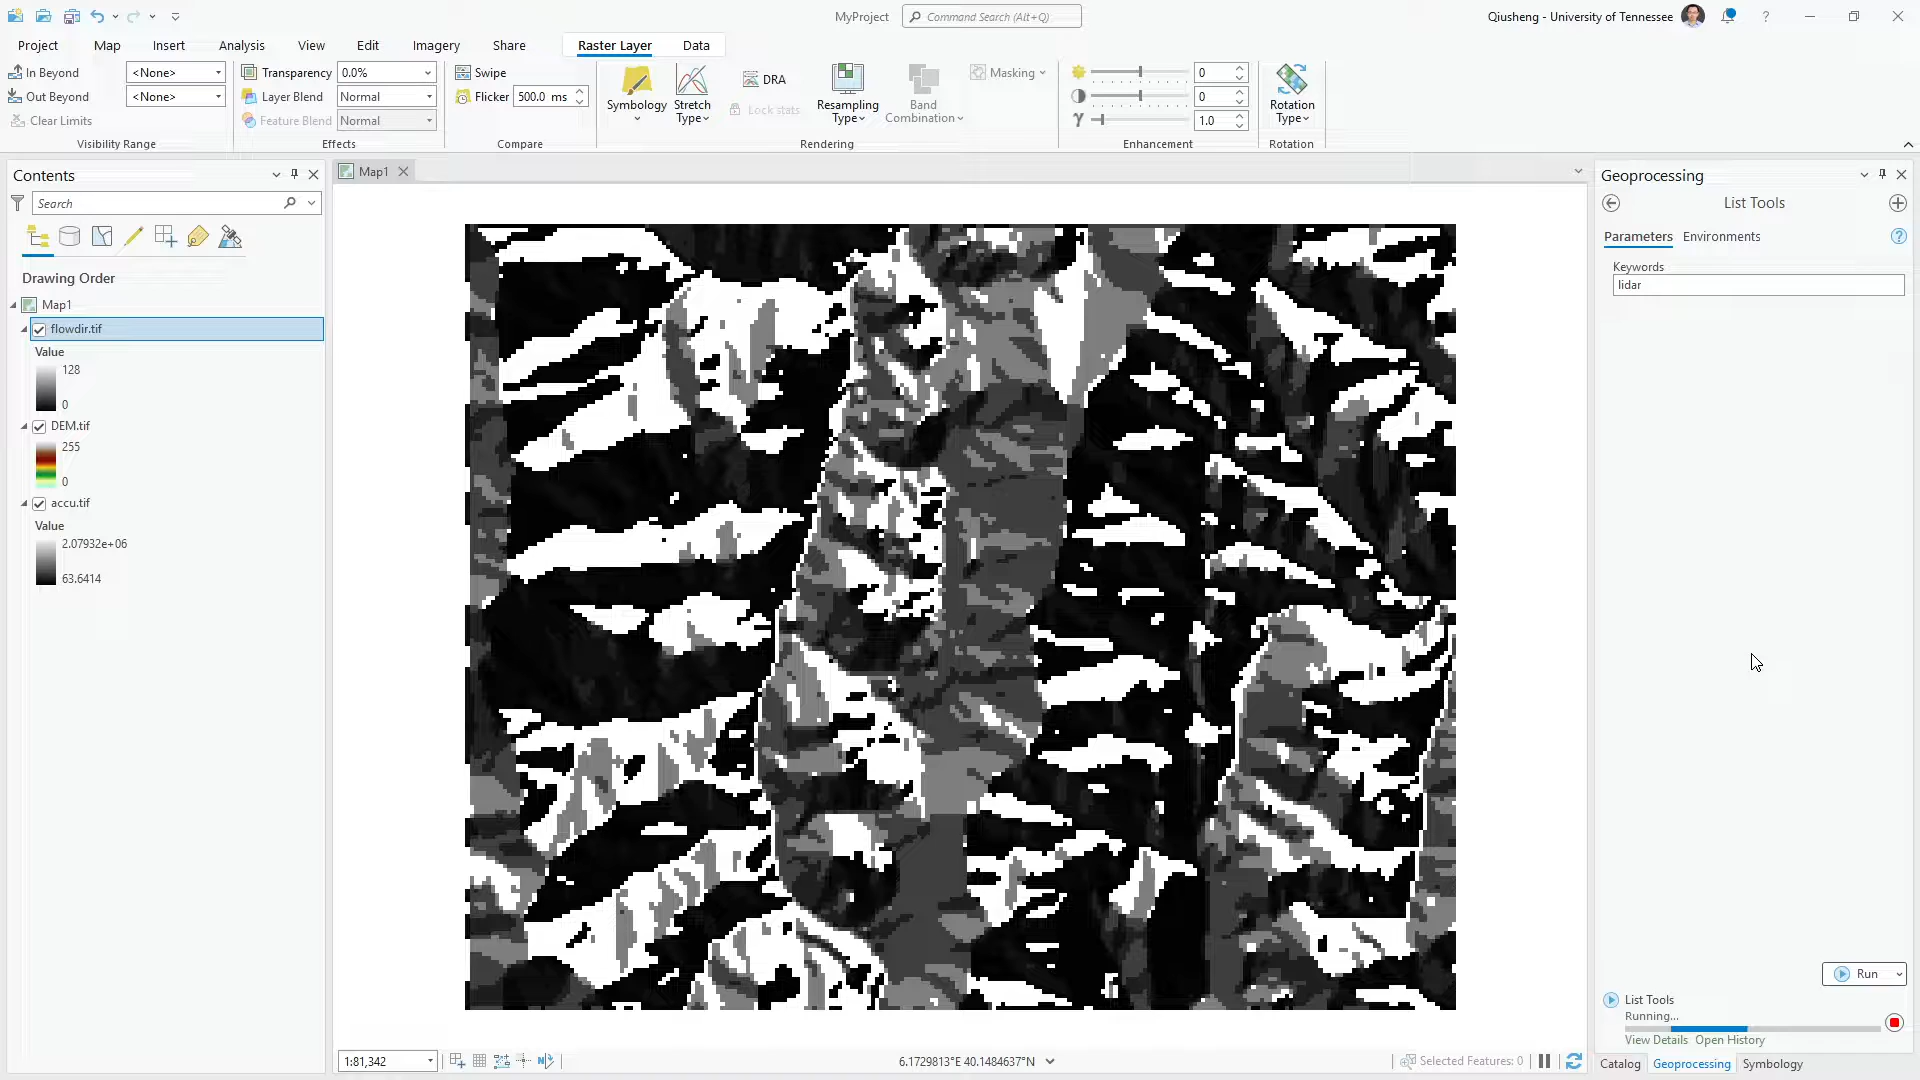 MyProject
Command Search (Alt+Q)
Qiusheng - University of Tennessee
?
Project
Map
Insert
Analysis
View
Edit
Imagery
Share
Raster Layer
Data
In Beyond
<None>
Out Beyond
<None>
Clear Limits
Visibility Range
Transparency
0.0%
Layer Blend
Normal
Feature Blend
Normal
Effects
Swipe
Flicker
500.0 ms
Compare
Symbology
Stretch
Type
DRA
Lock stats
Resampling
Type
Band
Combination
Masking
Rendering
0
0
1.0
Enhancement
Rotation
Type
Rotation
Contents
Search
Drawing Order
Map1
flowdir.tif
Value
128
0
DEM.tif
255
0
accu.tif
Value
2.07932e+06
63.6414
Map1
1:81,342
6.1729813°E 40.1484637°N
Selected Features: 0
Geoprocessing
List Tools
Parameters
Environments
?
Keywords
lidar
Run
List Tools
Running...
View Details
Open History
Catalog
Geoprocessing
Symbology